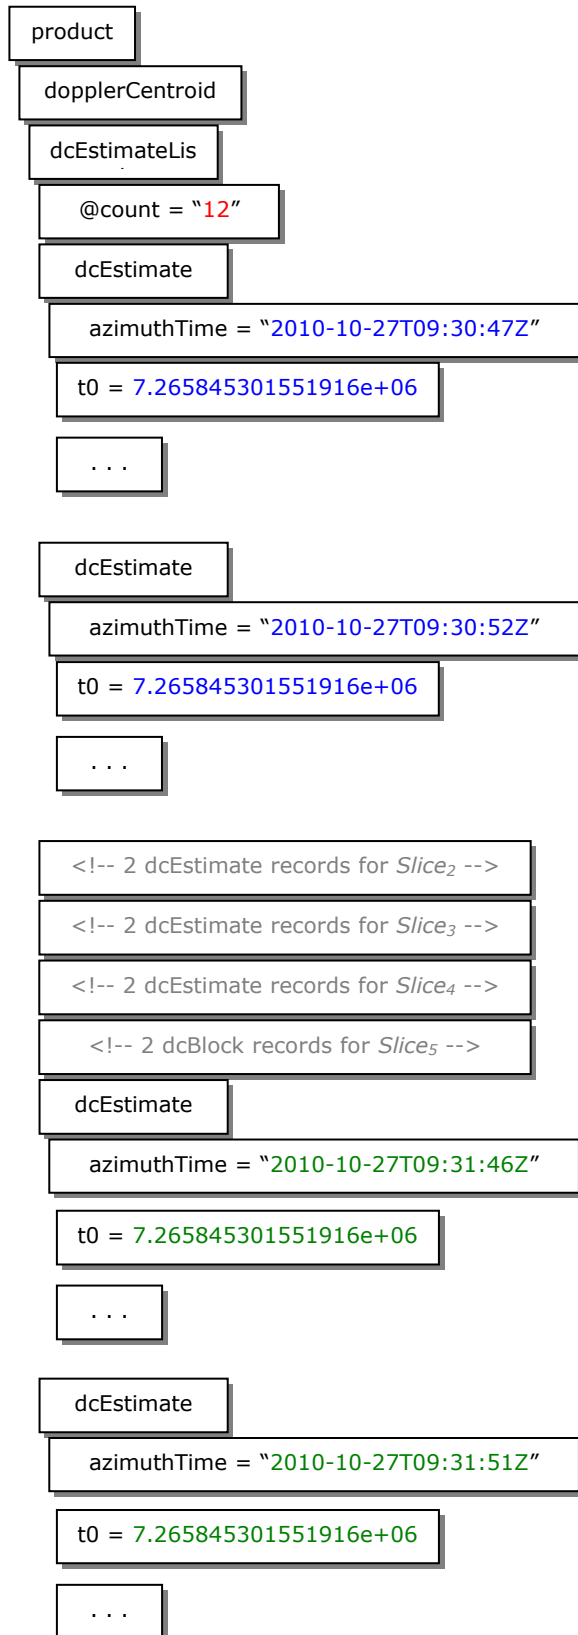 product
dopplerCentroid
dcEstimateLis
@count = “12”
dcEstimate
azimuthTime = “2010-10-27T09:30:47Z”
t0 = 7.265845301551916e+06
. . .
dcEstimate
azimuthTime = “2010-10-27T09:30:52Z”
t0 = 7.265845301551916e+06
. . .
<!-- 2 dcEstimate records for Slice2 -->
<!-- 2 dcEstimate records for Slice3 -->
<!-- 2 dcEstimate records for Slice4 -->
<!-- 2 dcBlock records for Slice5 -->
dcEstimate
azimuthTime = “2010-10-27T09:31:46Z”
t0 = 7.265845301551916e+06
. . .
dcEstimate
azimuthTime = “2010-10-27T09:31:51Z”
t0 = 7.265845301551916e+06
. . .